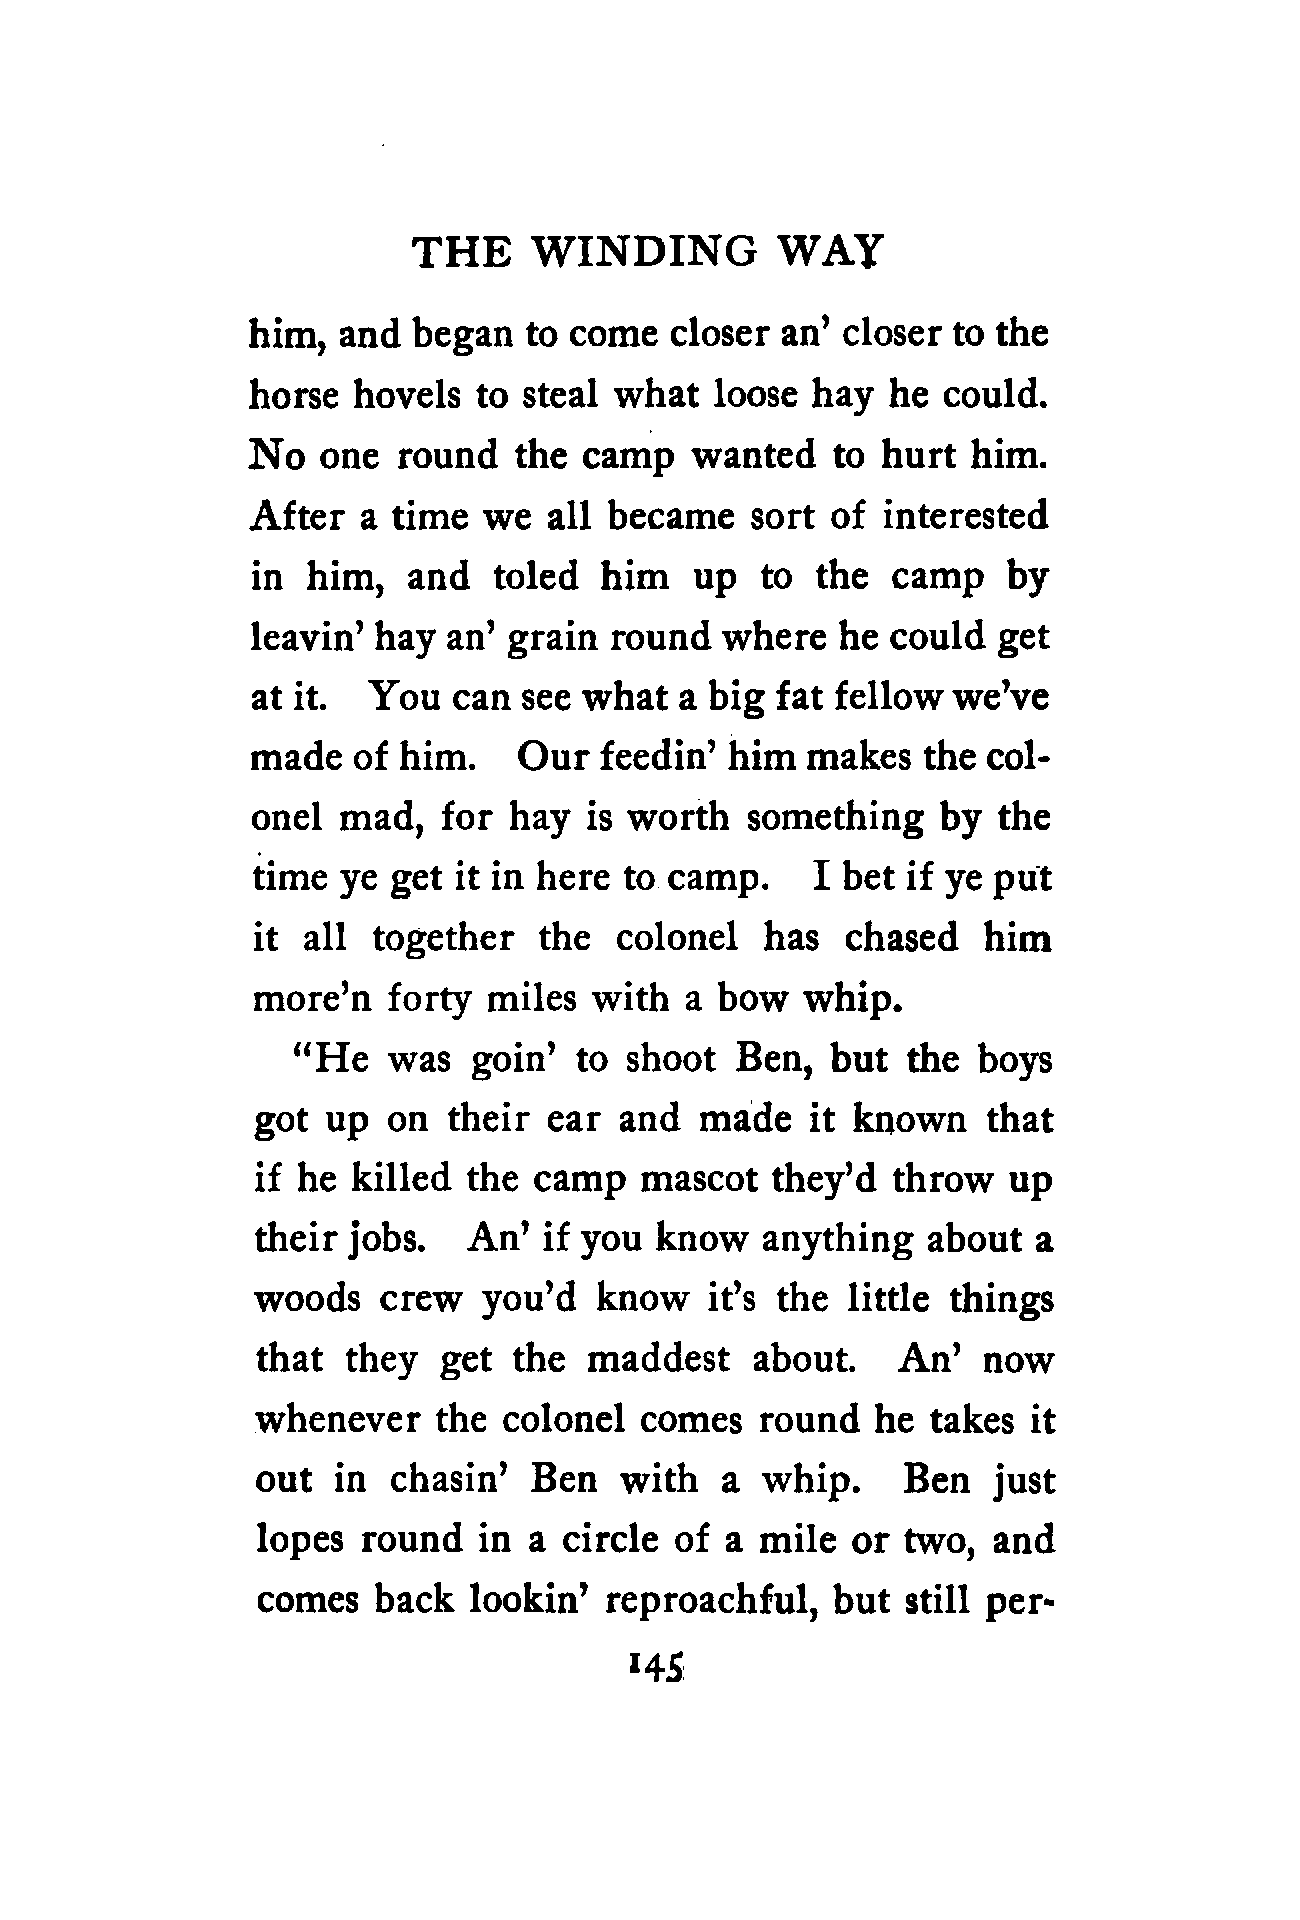 THE WINDING WAY
him, and began to come closer an' closer to the
horse hovels to steal what loose hay he could.
No one round the camp wanted to hurt him.
After a time we all became sort of interested
in him, and toled him up to the camp by
leavin' hay an' grain round where he could get
at it. You can see what a big fat fellow we've
made of him. Our feedin' him makes the col-
onel mad, for hay is worth something by the
time ye get it in here to camp. I bet if ye put
it all together the colonel has chased him
more'n forty miles with a bow whip.
"He was goin' to shoot Ben, but the boys
got up on their ear and made it known that
if he killed the camp mascot they'd throw up
their jobs. An' if you know anything about a
woods crew you'd know it's the little things
that they get the maddest about. An' now
whenever the colonel comes round he takes it
out in chasin' Ben with a whip. Ben just
lopes round in a circle of a mile or two, and
comes back lookin' reproachful, but still per-
145